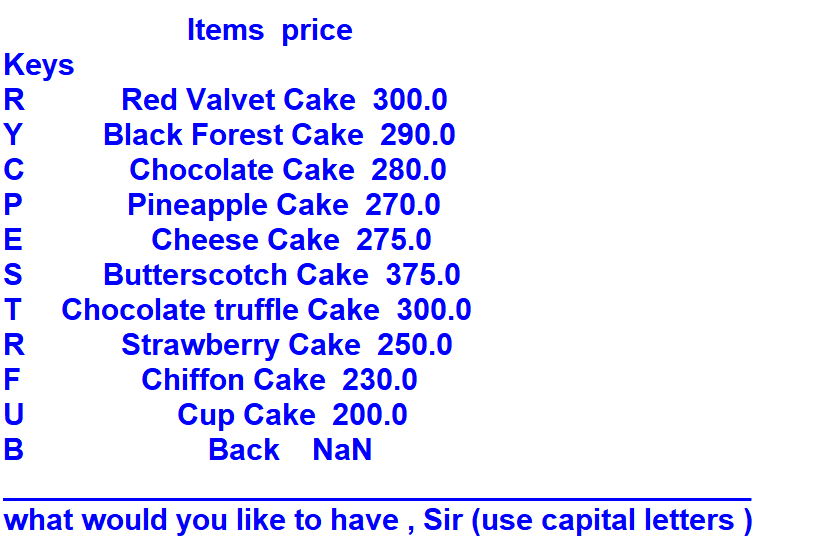 Items price
Keys
R Red Valvet Cake 300.0
Y Black Forest Cake 290.0
C Chocolate Cake 280.0
P Pineapple Cake 270.0
E Cheese Cake 275.0
S Butterscotch Cake 375.0
T Chocolate truffle Cake 300.0
R Strawberry Cake 250.0
F Chiffon Cake 230.0
U Cup Cake 200.0
B Back NaN
what would you like to have , Sir (use capital letters )